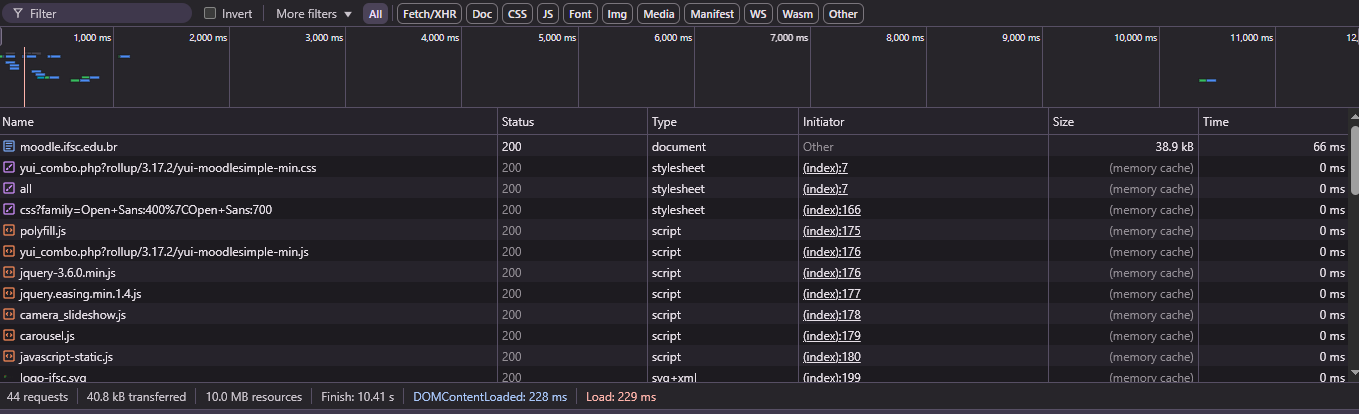 Filter Invert More filters All Fetch/XHR Doc CSS JS Font Img Media Manifest WS Wasm Other
1,000 ms 2,000 ms 3,000 ms 4,000 ms 5,000 ms 6,000 ms 7,000 ms 8,000 ms 9,000 ms 10,000 ms 11,000 ms 12,
Name Status Type Initiator Size Time
moodle.ifsc.edu.br 200 document Other 38.9 kB 66 ms
yui_combo.php?rollup/3.17.2/yui-moodlesimple-min.css 200 stylesheet (index):7 (memory cache) 0 ms
all 200 stylesheet (index):7 (memory cache) 0 ms
css?family=Open+Sans:400%7COpen+Sans:700 200 stylesheet (index):166 (memory cache) 0 ms
polyfill.js 200 script (index):175 (memory cache) 0 ms
yui_combo.php?rollup/3.17.2/yui-moodlesimple-min.js 200 script (index):176 (memory cache) 0 ms
jquery-3.6.0.min.js 200 script (index):176 (memory cache) 0 ms
jquery.easing.min.1.4.js 200 script (index):177 (memory cache) 0 ms
camera_slideshow.js 200 script (index):178 (memory cache) 0 ms
carousel.js 200 script (index):179 (memory cache) 0 ms
javascript-static.js 200 script (index):180 (memory cache) 0 ms
logo-ifsc.svg 200 svg+xml (index):199 (memory cache) 0 ms
44 requests 40.8 kB transferred 10.0 MB resources Finish: 10.41 s DOMContentLoaded: 228 ms Load: 229 ms